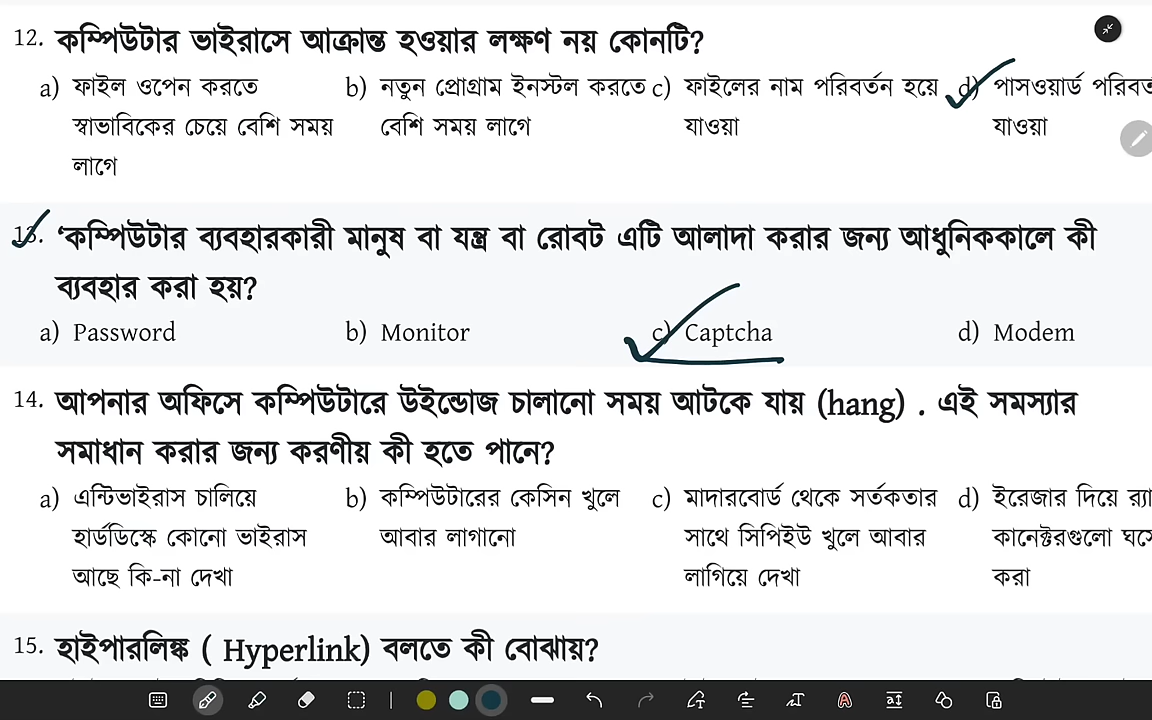 12. কম্পিউটার ভাইরাসে আক্রান্ত হওয়ার লক্ষণ নয় কোনটি?
a) ফাইল ওপেন করতে b) নতুন প্রোগ্রাম ইনস্টল করতে c) ফাইলের নাম পরিবর্তন হয়ে d) পাসওয়ার্ড
স্বাভাবিকের চেয়ে বেশি সময় বেশি সময় লাগে যাওয়া যাওয়া
লাগে
13. ‘কম্পিউটার ব্যবহারকারী মানুষ বা যন্ত্র বা রোবট এটি আলাদা করার জন্য আধুনিককালে কী
ব্যবহার করা হয়?
a) Password b) Monitor c) Captcha d) Modem
14. আপনার অফিসে কম্পিউটারে উইন্ডোজ চালানো সময় আটকে যায় (hang) . এই সমস্যার
সমাধান করার জন্য করণীয় কী হতে পানে?
a) এন্টিভাইরাস চালিয়ে b) কম্পিউটারের কেসিন খুলে c) মাদারবোর্ড থেকে সর্তকতার d) ইরেজার দিয়ে
হার্ডডিস্কে কোনো ভাইরাস আবার লাগানো সাথে সিপিইউ খুলে আবার কানেক্টরগুলো
আছে কি-না দেখা লাগিয়ে দেখা করা
15. হাইপারলিঙ্ক ( Hyperlink) বলতে কী বোঝায়?